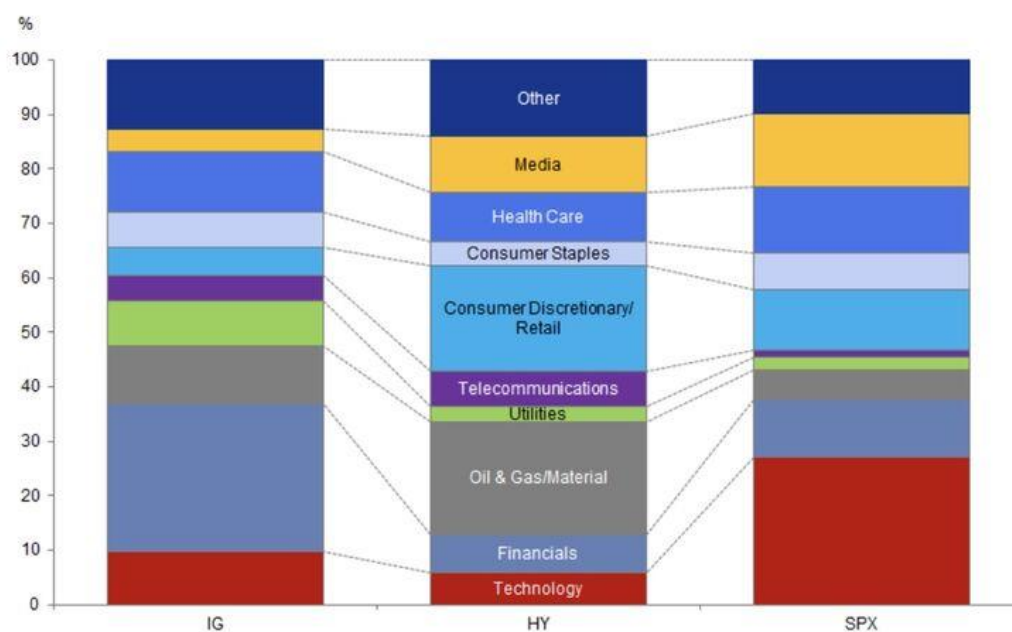 %
100
90
80
70
60
50
40
30
20
10
0
Other
Media
Health Care
Consumer Staples
Consumer Discretionary/
Retail
Telecommunications
Utilities
Oil & Gas/Material
Financials
Technology
IG
HY
SPX